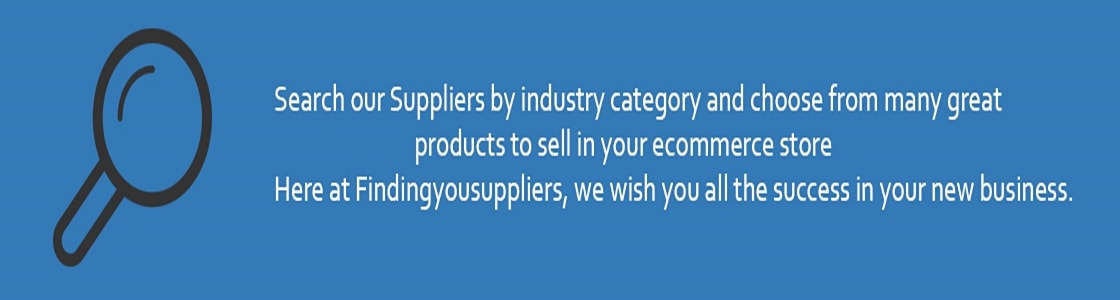 Search our Suppliers by industry category and choose from many great
products to sell in your ecommerce store
Here at Findingyousuppliers, we wish you all the success in your new business.